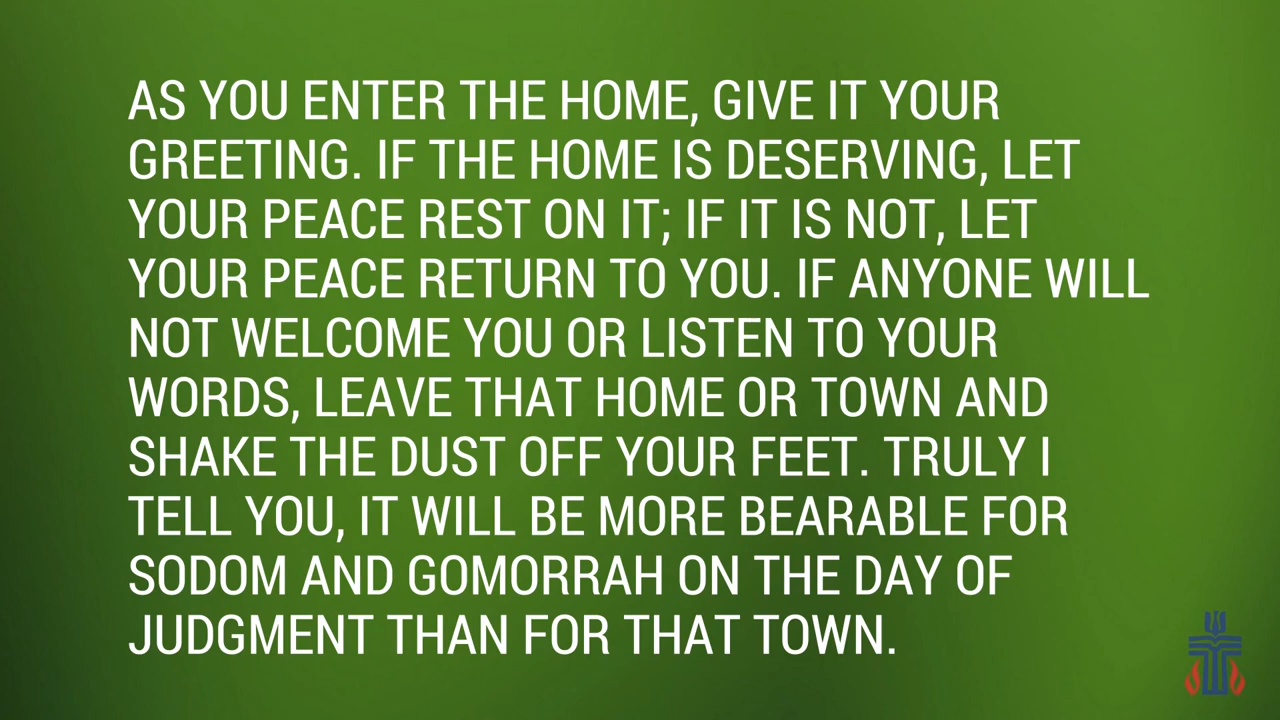 AS YOU ENTER THE HOME, GIVE IT YOUR
GREETING. IF THE HOME IS DESERVING, LET
YOUR PEACE REST ON IT; IF IT IS NOT, LET
YOUR PEACE RETURN TO YOU. IF ANYONE WILL
NOT WELCOME YOU OR LISTEN TO YOUR
WORDS, LEAVE THAT HOME OR TOWN AND
SHAKE THE DUST OFF YOUR FEET. TRULY I
TELL YOU, IT WILL BE MORE BEARABLE FOR
SODOM AND GOMORRAH ON THE DAY OF
JUDGMENT THAN FOR THAT TOWN.